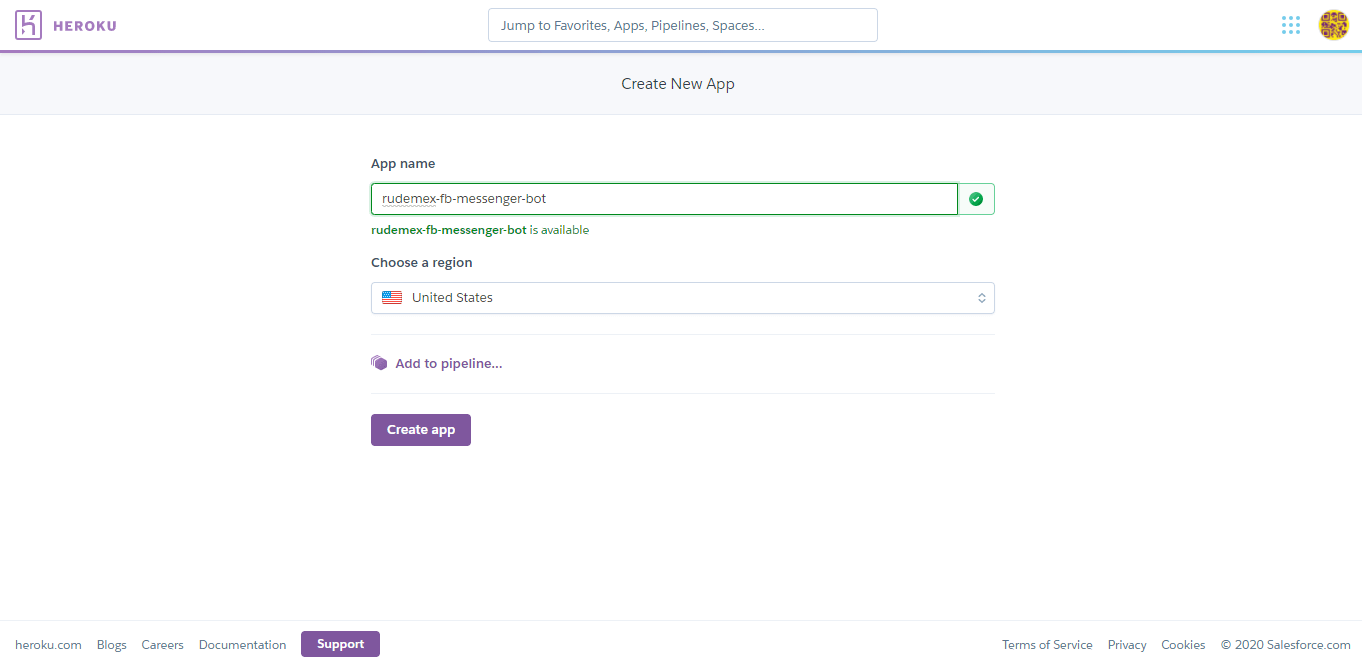 HEROKU
Jump to Favorites, Apps, Pipelines, Spaces...
Create New App
App name
rudemex-fb-messenger-bot
rudemex-fb-messenger-bot is available
Choose a region
United States
Add to pipeline...
Create app
heroku.com Blogs Careers Documentation Support Terms of Service Privacy Cookies © 2020 Salesforce.com